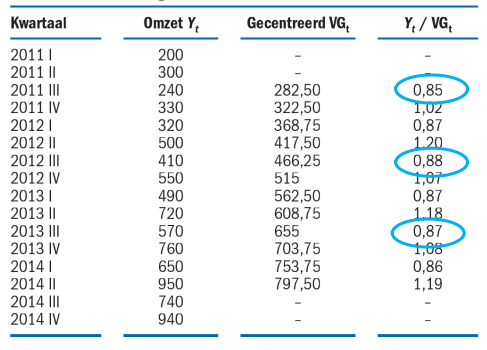 Kwartaal Omzet Yt Gecentreerd VGt Yt / VGt
2011 I 200 – –
2011 II 300 – –
2011 III 240 282,50 0,85
2011 IV 330 322,50 1,02
2012 I 320 368,75 0,87
2012 II 500 417,50 1,20
2012 III 410 466,25 0,88
2012 IV 550 515 1,07
2013 I 490 562,50 0,87
2013 II 720 608,75 1,18
2013 III 570 655 0,87
2013 IV 760 703,75 1,08
2014 I 650 753,75 0,86
2014 II 950 797,50 1,19
2014 III 740 – –
2014 IV 940 – –